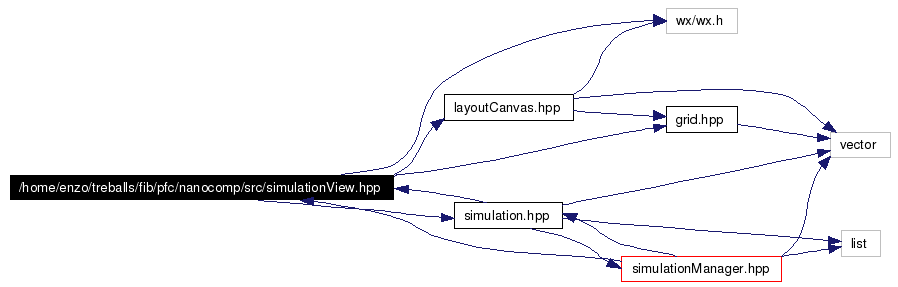 wx/wx.h
layoutCanvas.hpp
grid.hpp
vector
/home/enzo/treballs/fib/pfc/nanocomp/src/simulationView.hpp
simulation.hpp
list
simulationManager.hpp